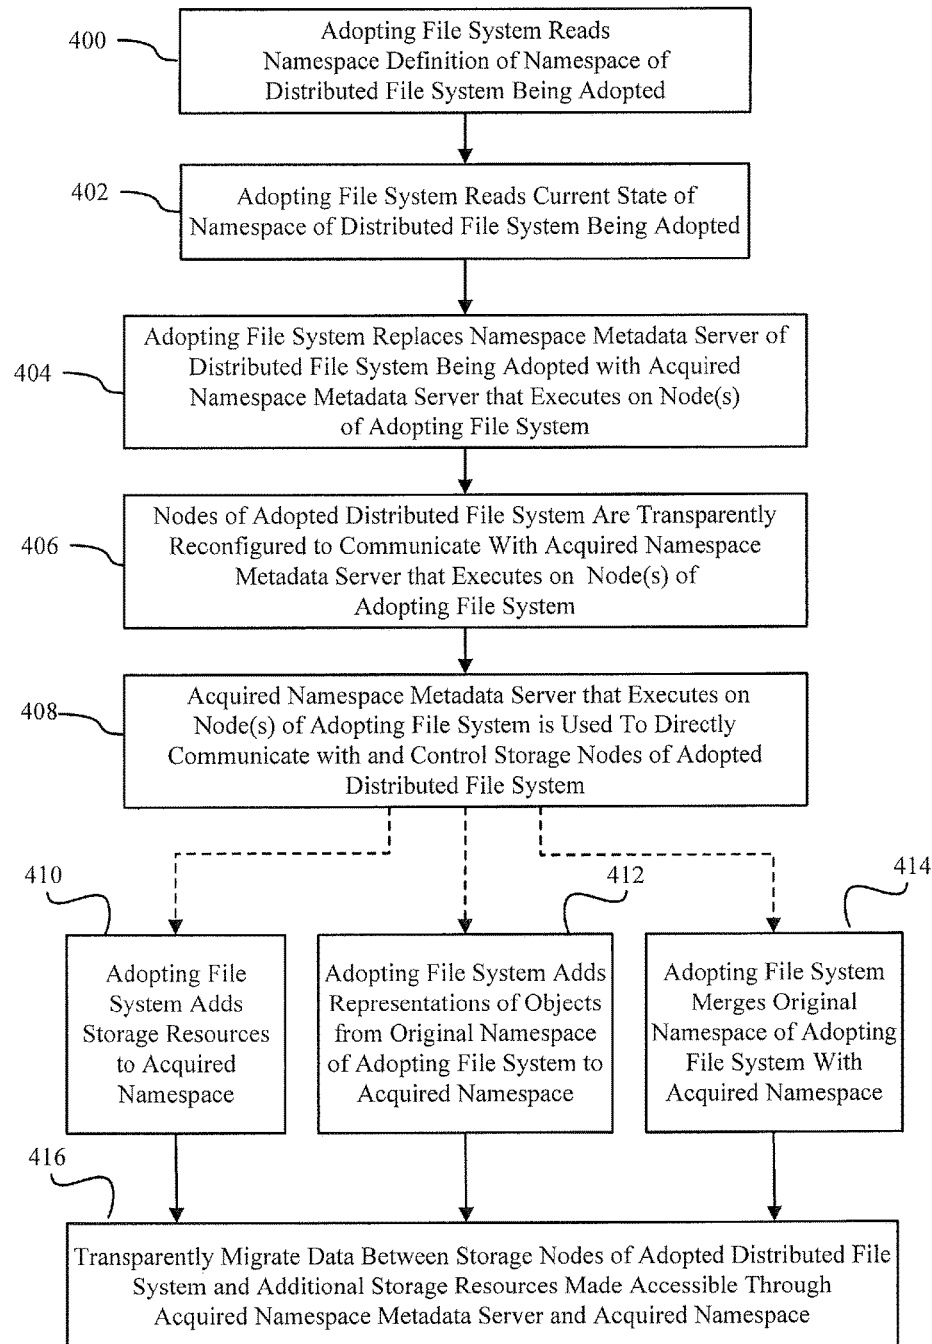 400
Adopting File System Reads
Namespace Definition of Namespace of
Distributed File System Being Adopted
402
Adopting File System Reads Current State of
Namespace of Distributed File System Being Adopted
404
Adopting File System Replaces Namespace Metadata Server of
Distributed File System Being Adopted with Acquired
Namespace Metadata Server that Executes on Node(s)
of Adopting File System
406
Nodes of Adopted Distributed File System Are Transparently
Reconfigured to Communicate With Acquired Namespace
Metadata Server that Executes on Node(s) of
Adopting File System
408
Acquired Namespace Metadata Server that Executes on
Node(s) of Adopting File System is Used To Directly
Communicate with and Control Storage Nodes of Adopted
Distributed File System
410
Adopting File
System Adds
Storage Resources
to Acquired
Namespace
412
Adopting File System Adds
Representations of Objects
from Original Namespace
of Adopting File System to
Acquired Namespace
414
Adopting File System
Merges Original
Namespace of Adopting
File System With
Acquired Namespace
416
Transparently Migrate Data Between Storage Nodes of Adopted Distributed File
System and Additional Storage Resources Made Accessible Through
Acquired Namespace Metadata Server and Acquired Namespace